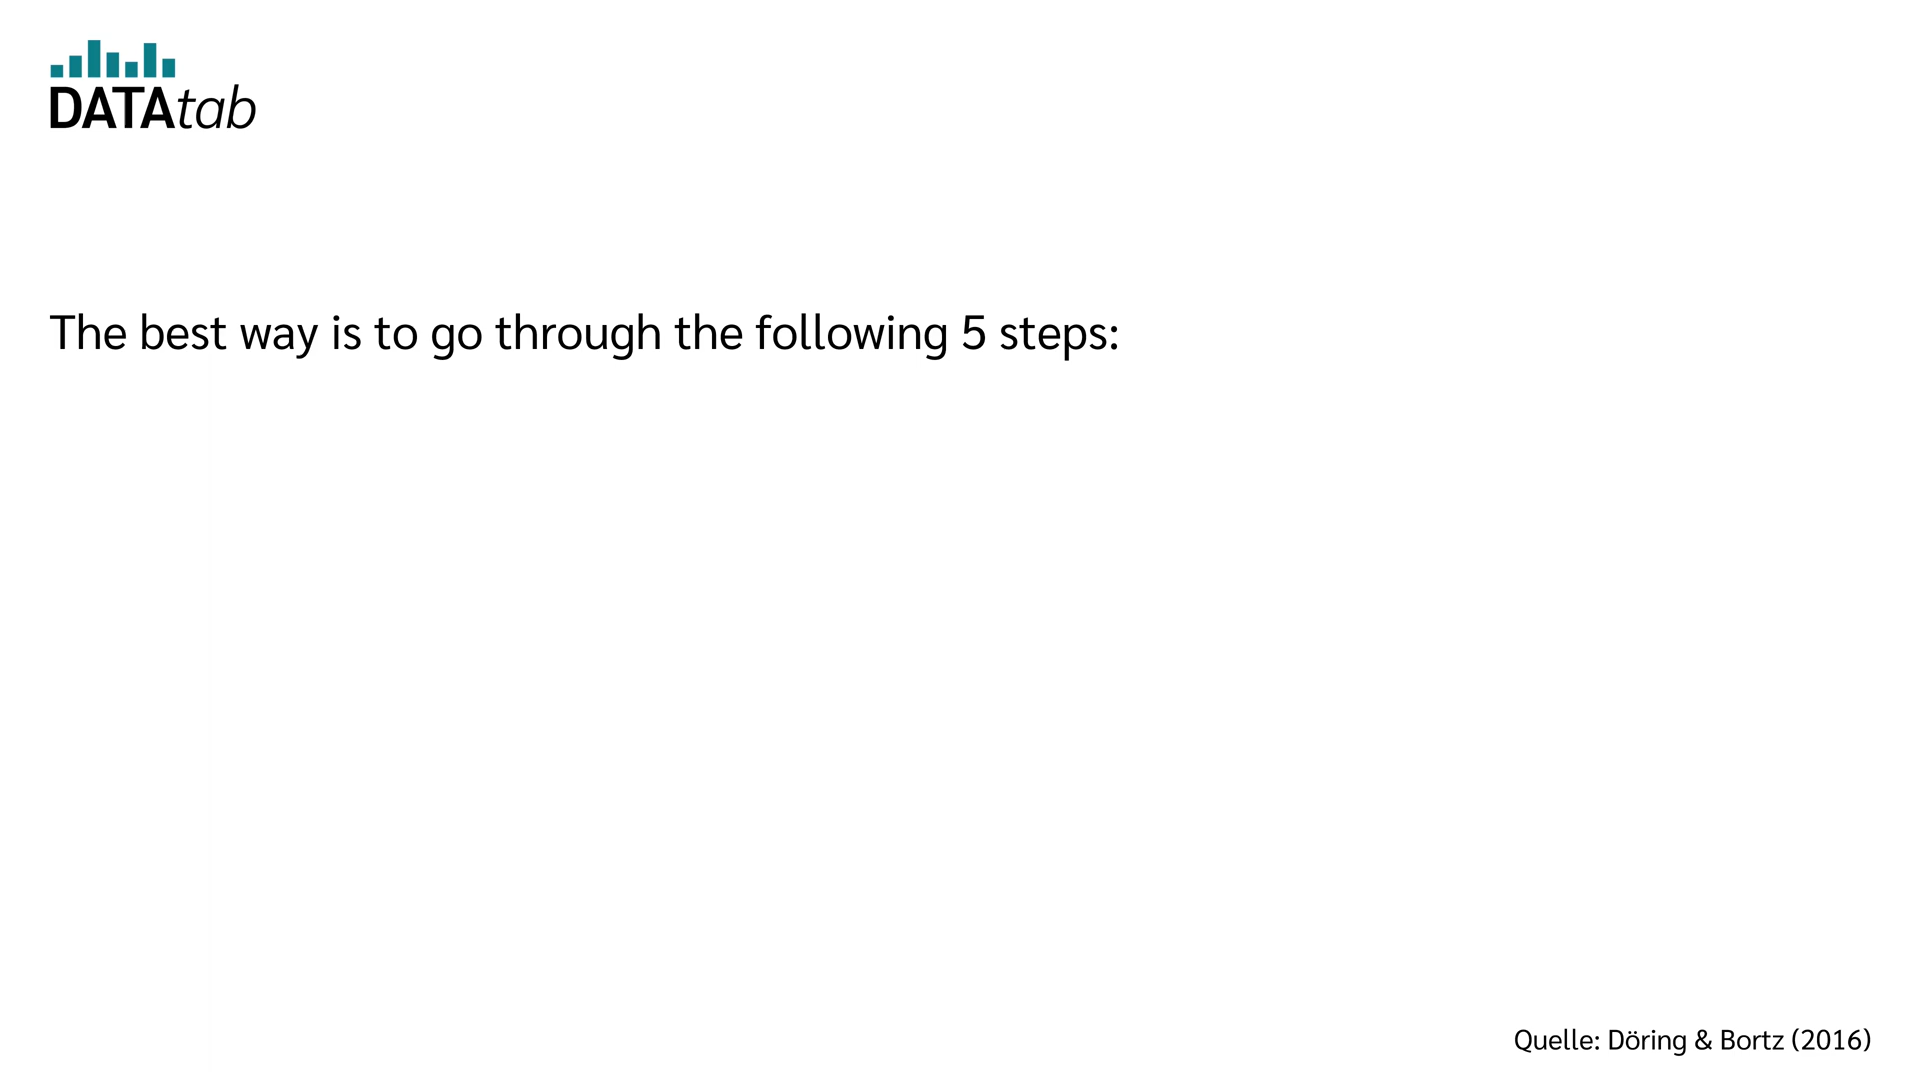 DATAtab
The best way is to go through the following 5 steps:
Quelle: Döring & Bortz (2016)